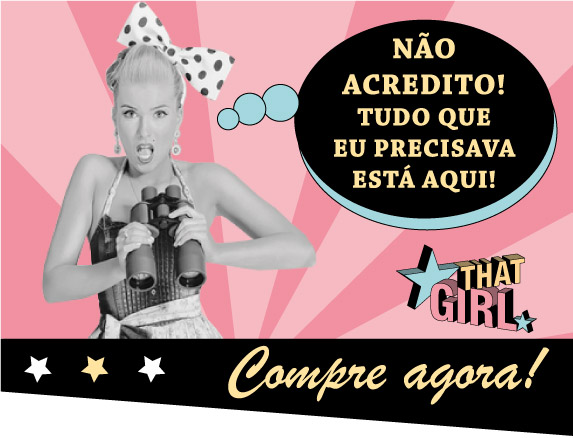 NÃO
ACREDITO!
TUDO QUE
EU PRECISAVA
ESTÁ AQUI!
THAT
GIRL
Compre agora!